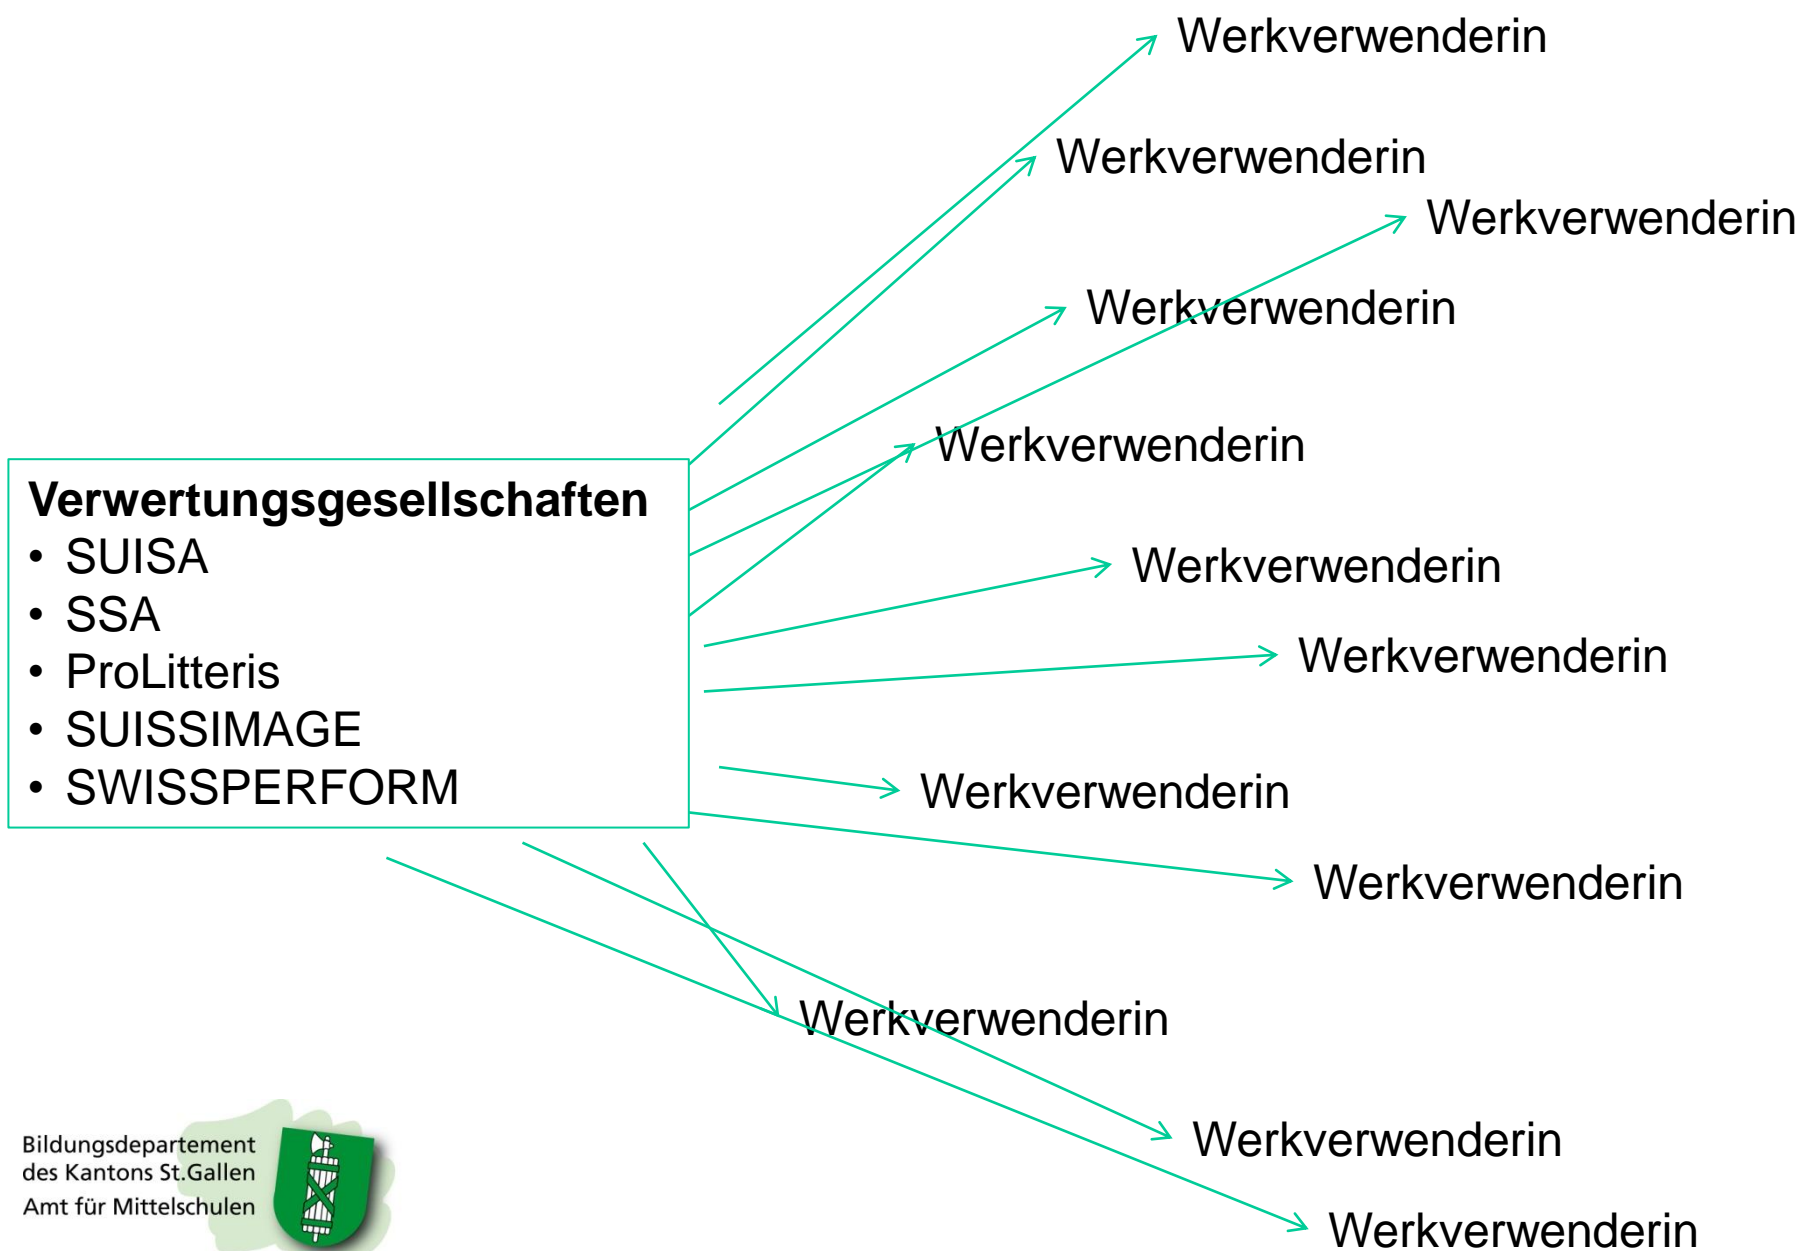 Werkverwenderin
Werkverwenderin
Werkverwenderin
Werkverwenderin
Werkverwenderin
Verwertungsgesellschaften
• SUISA
• SSA
• ProLitteris
• SUISSIMAGE
• SWISSPERFORM
Werkverwenderin
Werkverwenderin
Werkverwenderin
Werkverwenderin
Werkverwenderin
Werkverwenderin
Werkverwenderin
Bildungsdepartement
des Kantons St.Gallen
Amt für Mittelschulen